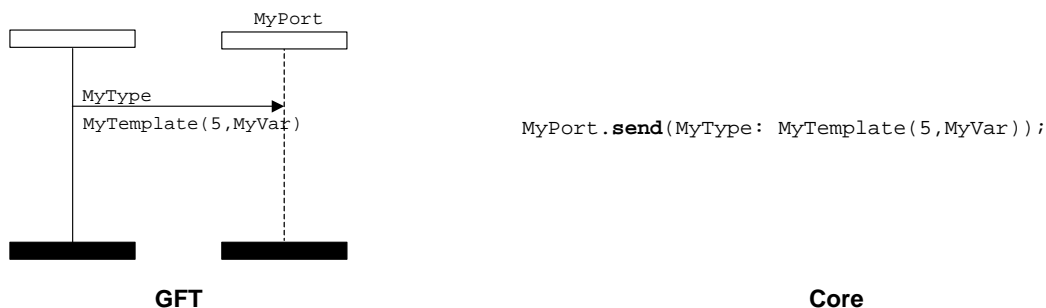 MyPort
MyType
MyTemplate(5,MyVar)
MyPort.send(MyType: MyTemplate(5,MyVar));
GFT
Core